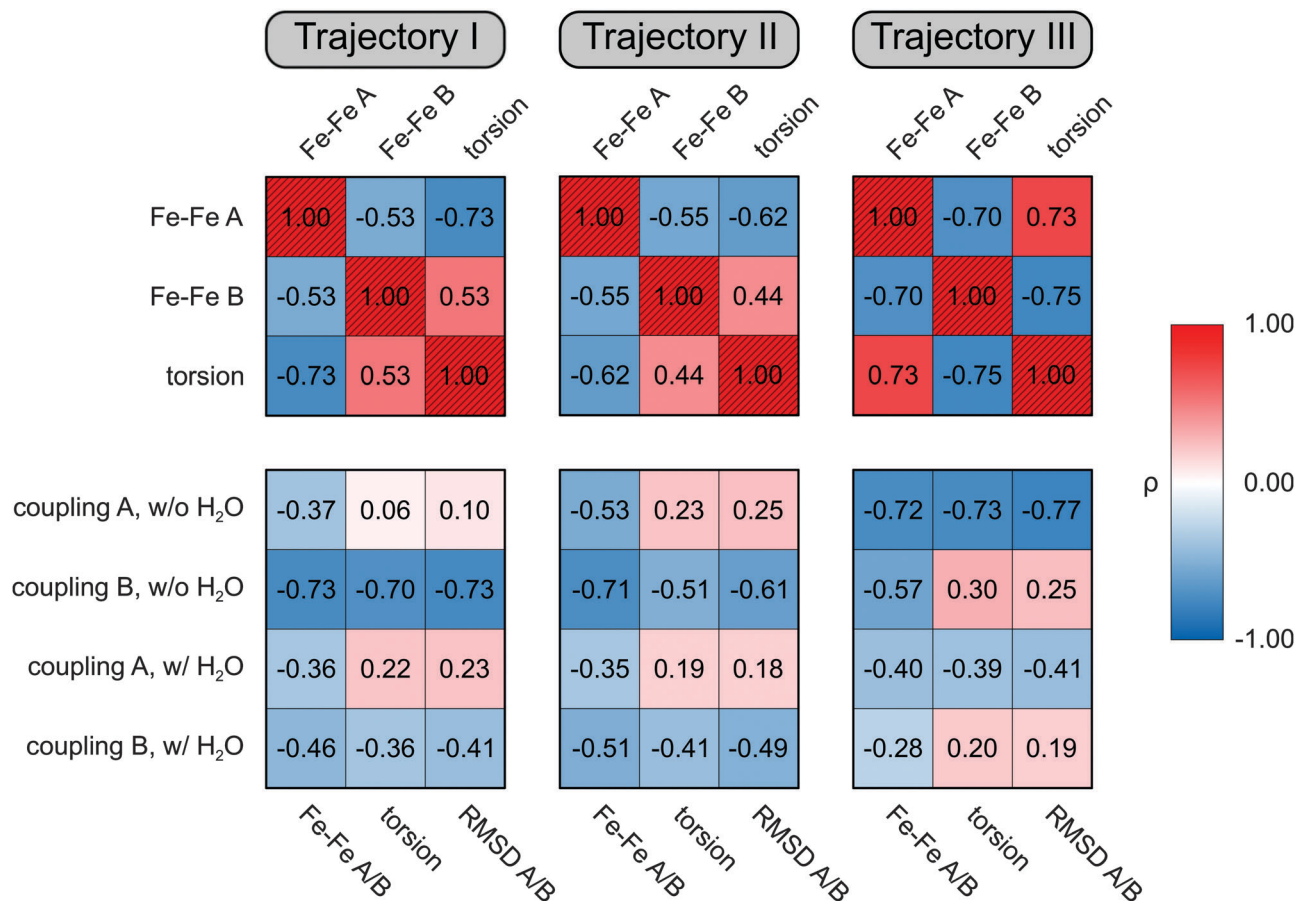 Trajectory I Trajectory II Trajectory III
Fe-Fe A Fe-Fe B torsion Fe-Fe A Fe-Fe B torsion Fe-Fe A Fe-Fe B torsion
Fe-Fe A 1.00 -0.53 -0.73 1.00 -0.55 -0.62 1.00 -0.70 0.73
Fe-Fe B -0.53 1.00 0.53 -0.55 1.00 0.44 -0.70 1.00 -0.75
torsion -0.73 0.53 1.00 -0.62 0.44 1.00 0.73 -0.75 1.00
coupling A, w/o H₂O -0.37 0.06 0.10 -0.53 0.23 0.25 -0.72 -0.73 -0.77
coupling B, w/o H₂O -0.73 -0.70 -0.73 -0.71 -0.51 -0.61 -0.57 0.30 0.25
coupling A, w/ H₂O -0.36 0.22 0.23 -0.35 0.19 0.18 -0.40 -0.39 -0.41
coupling B, w/ H₂O -0.46 -0.36 -0.41 -0.51 -0.41 -0.49 -0.28 0.20 0.19
Fe-Fe A/B torsion RMSD A/B Fe-Fe A/B torsion RMSD A/B Fe-Fe A/B torsion RMSD A/B
1.00
ρ 0.00
-1.00